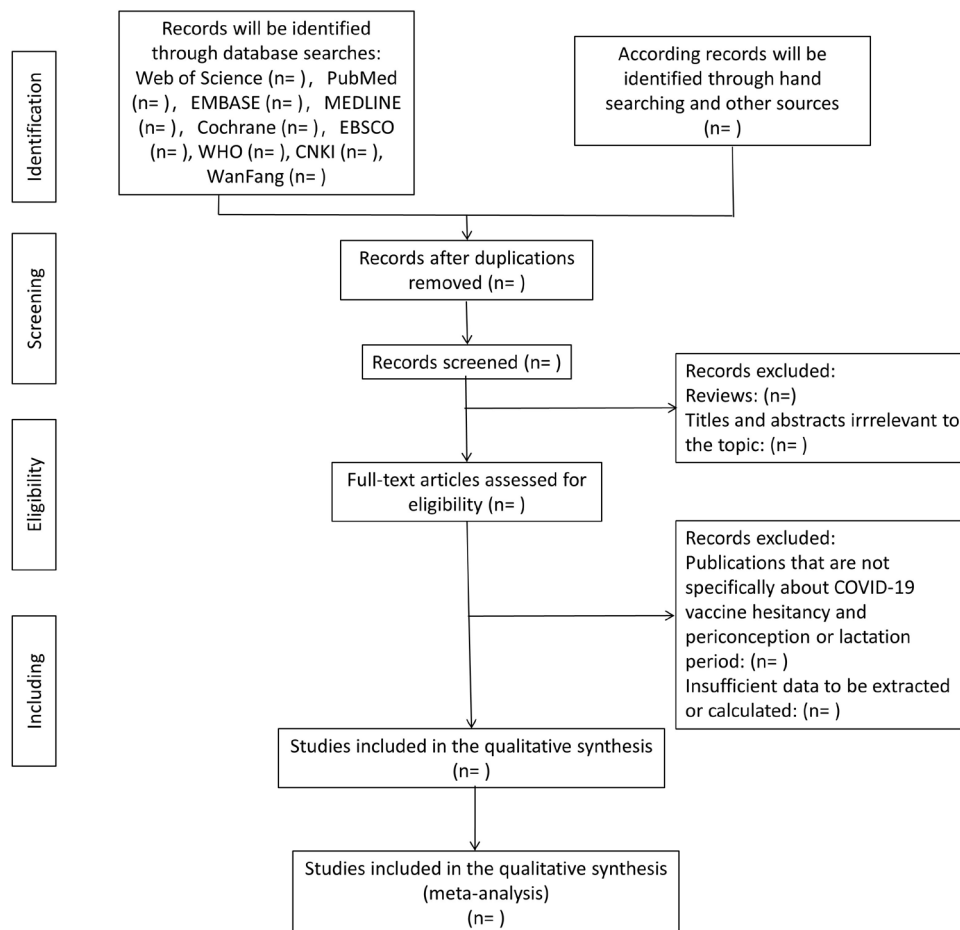 Identification
Records will be identified
through database searches:
Web of Science (n= ),  PubMed
(n= ),  EMBASE (n= ),  MEDLINE
(n= ),  Cochrane (n= ),  EBSCO
(n= ), WHO (n= ), CNKI (n= ),
WanFang (n= )
According records will be
identified through hand
searching and other sources
(n= )
Screening
Records after duplications
removed (n= )
Records screened (n= )
Records excluded:
Reviews: (n=)
Titles and abstracts irrrelevant to
the topic: (n= )
Eligibility
Full-text articles assessed for
eligibility (n= )
Records excluded:
Publications that are not
specifically about COVID-19
vaccine hesitancy and
periconception or lactation
period: (n= )
Insufficient data to be extracted
or calculated: (n= )
Including
Studies included in the qualitative synthesis
(n= )
Studies included in the qualitative synthesis
(meta-analysis)
(n= )